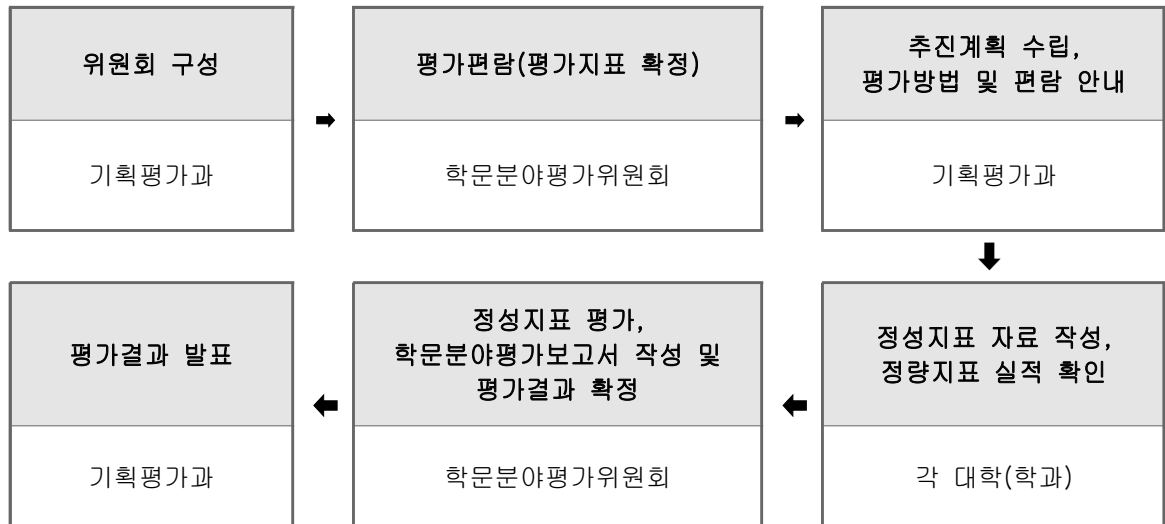 위원회 구성
기획평가과
➡
평가편람(평가지표 확정)
학문분야평가위원회
➡
추진계획 수립,
평가방법 및 편람 안내
기획평가과
⬇
정성지표 자료 작성,
정량지표 실적 확인
각 대학(학과)
⬅
정성지표 평가,
학문분야평가보고서 작성 및
평가결과 확정
학문분야평가위원회
⬅
평가결과 발표
기획평가과